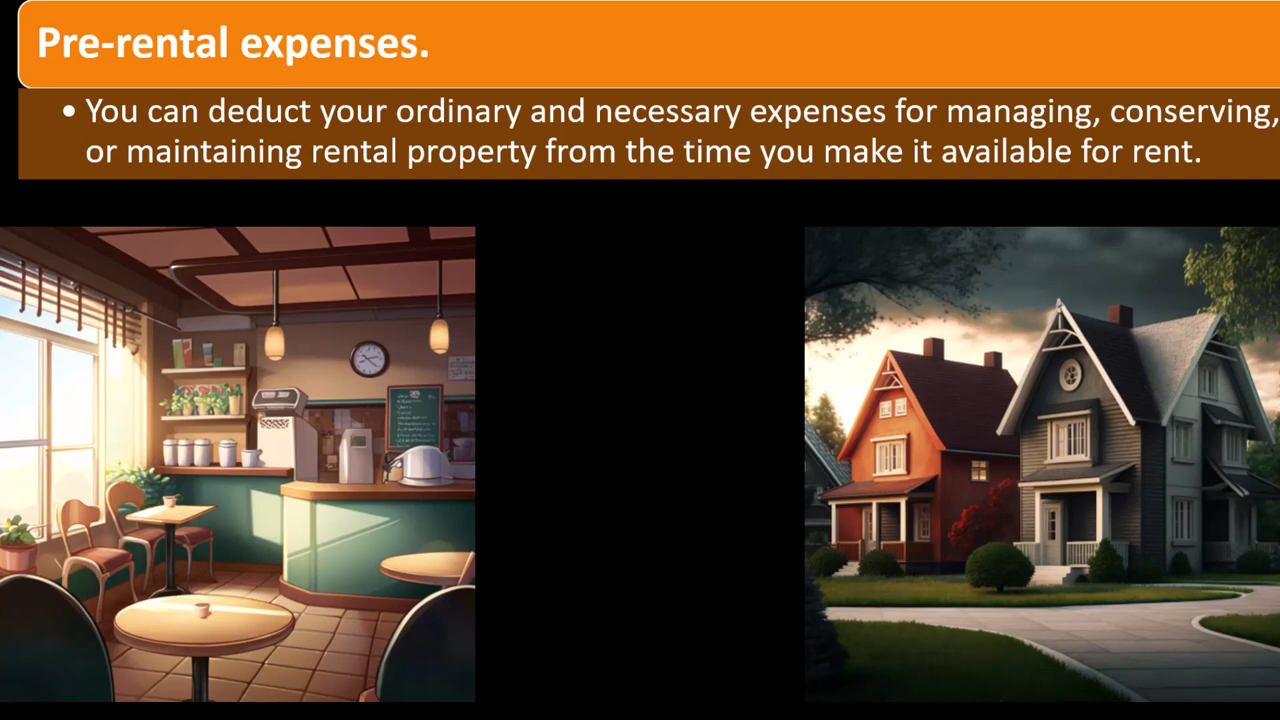 Pre-rental expenses.
• You can deduct your ordinary and necessary expenses for managing, conserving,
or maintaining rental property from the time you make it available for rent.